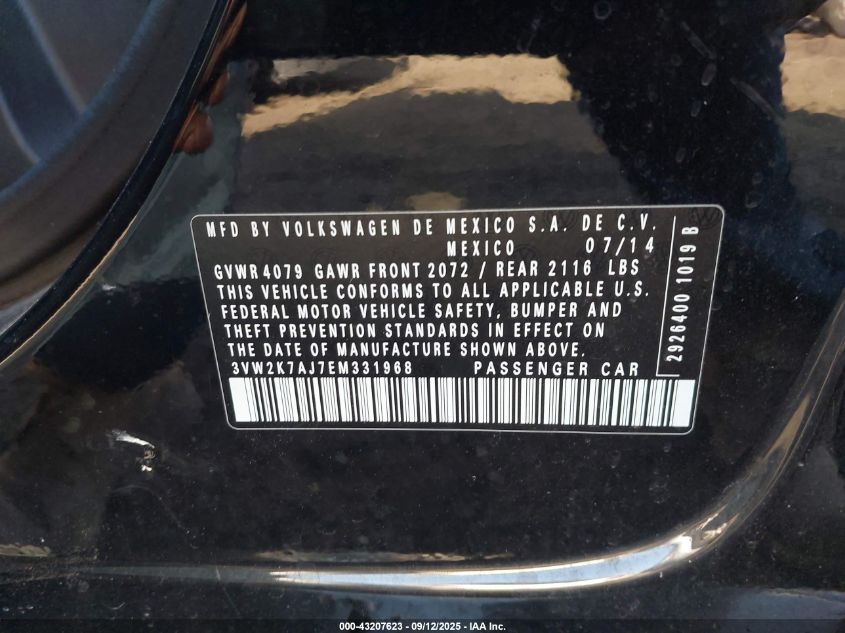 MFD BY VOLKSWAGEN DE MEXICO S.A. DE C.V.
MEXICO 07/14
GVWR 4079 GAWR FRONT 2072 / REAR 2116 LBS
THIS VEHICLE CONFORMS TO ALL APPLICABLE U.S.
FEDERAL MOTOR VEHICLE SAFETY, BUMPER AND
THEFT PREVENTION STANDARDS IN EFFECT ON
THE DATE OF MANUFACTURE SHOWN ABOVE.
3VW2K7AJ7EM331968 PASSENGER CAR
2926400 1019 B
000-43207623 - 09/12/2025 - IAA Inc.